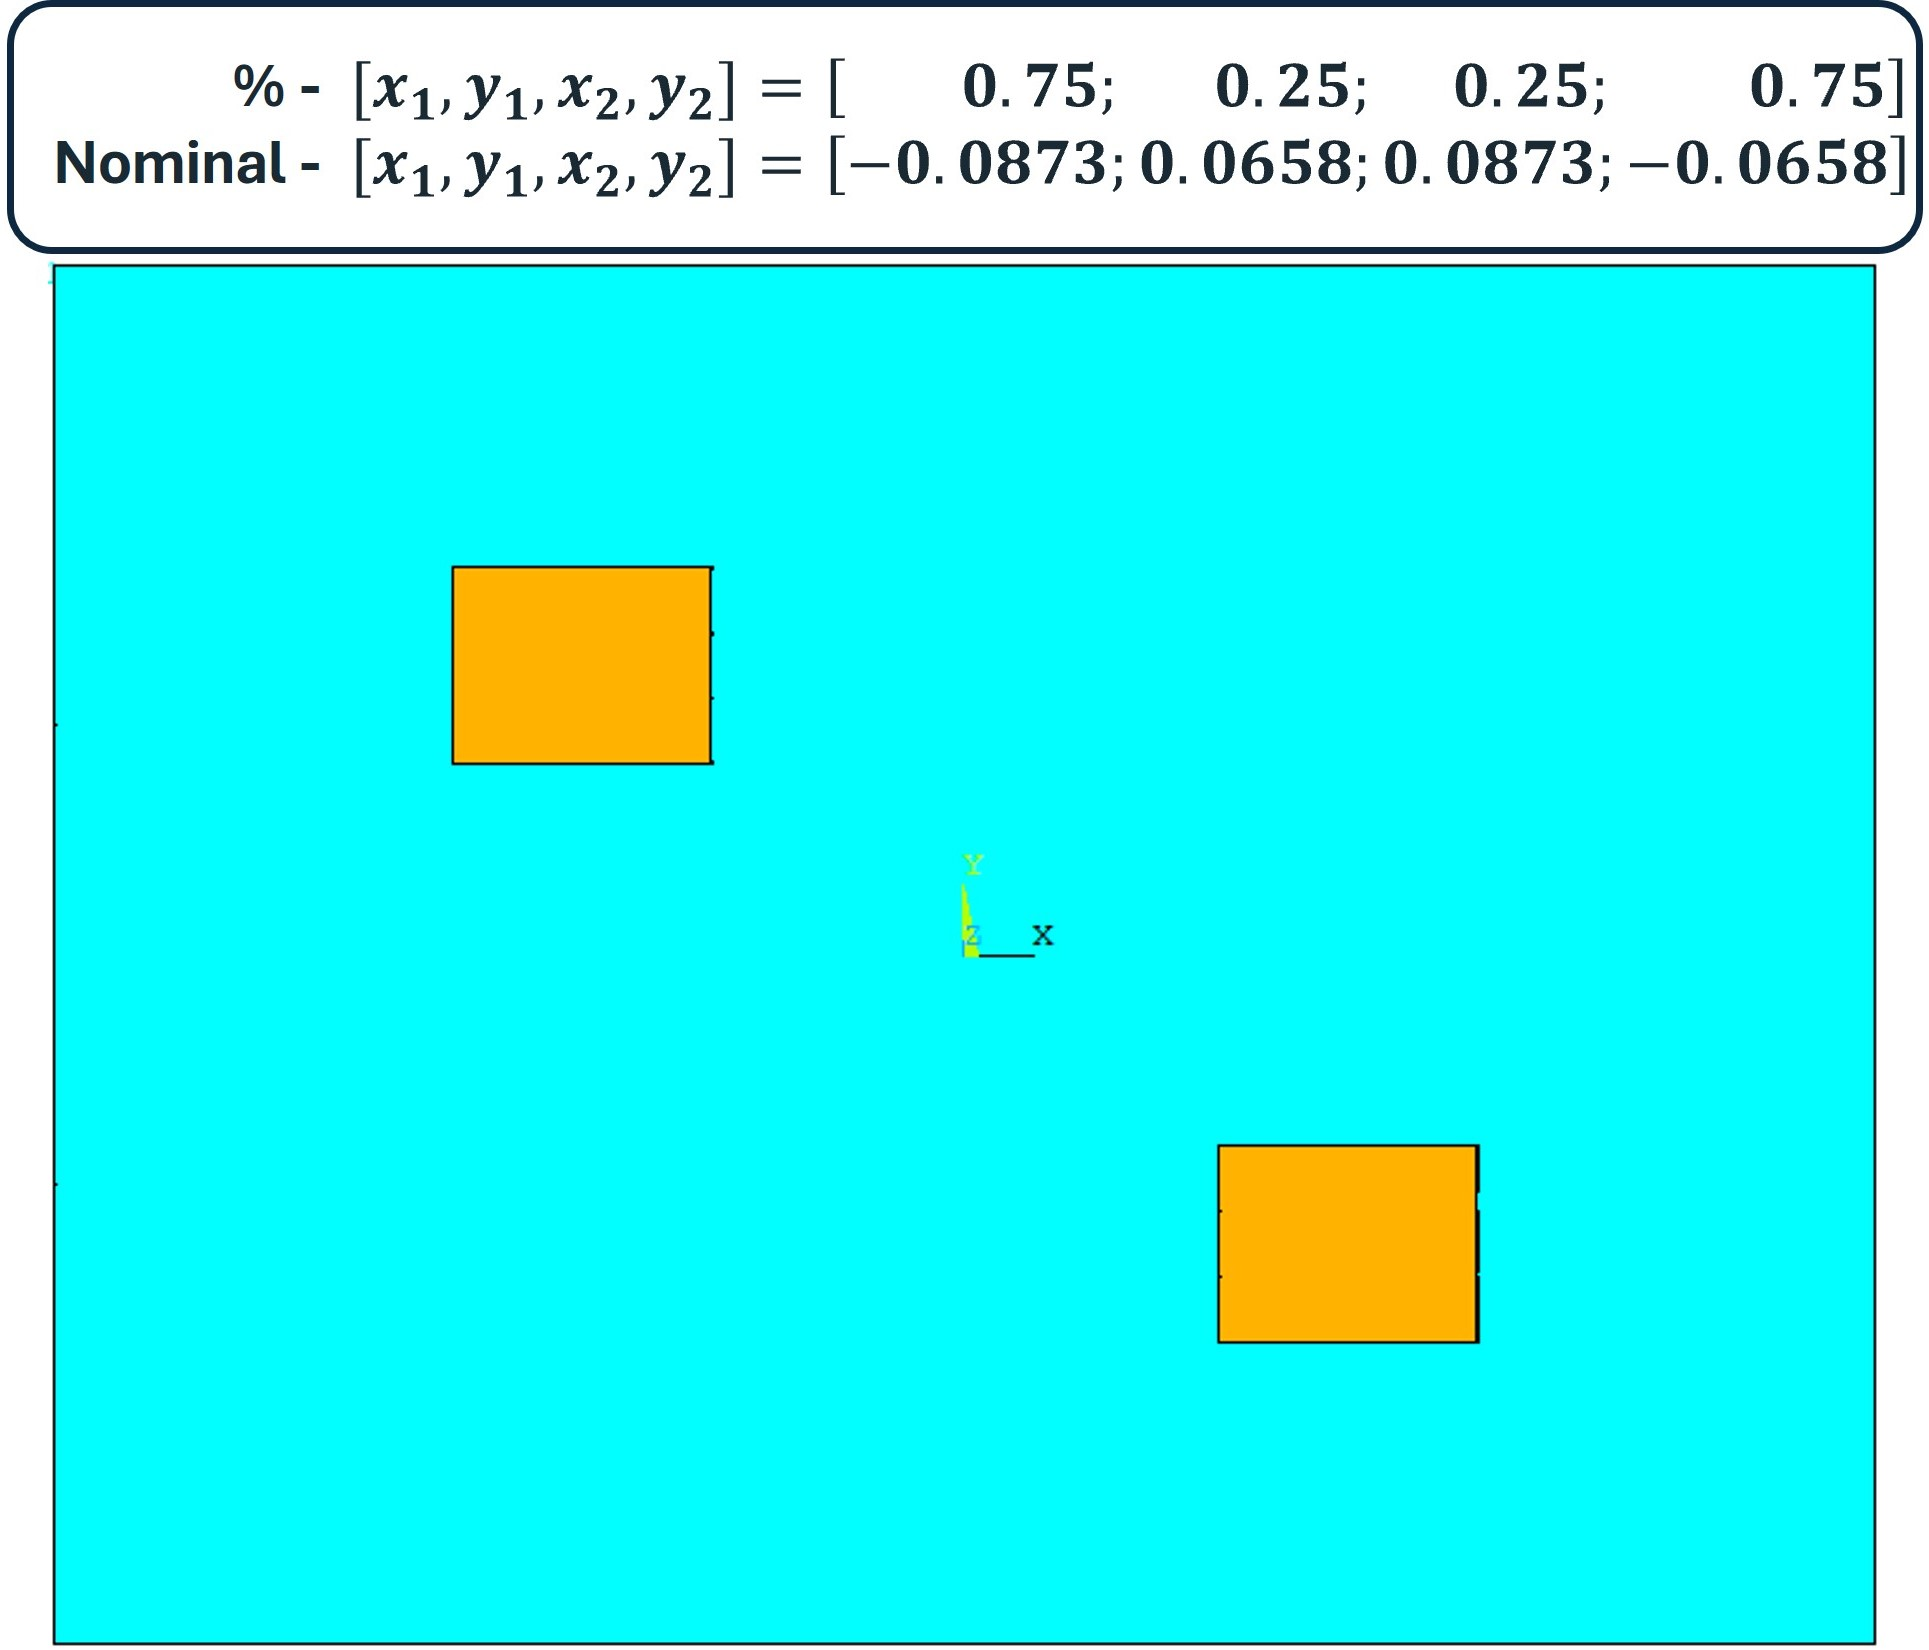 % - [x₁, y₁, x₂, y₂] = [ 0.75; 0.25; 0.25; 0.75]
Nominal - [x₁, y₁, x₂, y₂] = [−0.0873; 0.0658; 0.0873; −0.0658]
Y
Z X